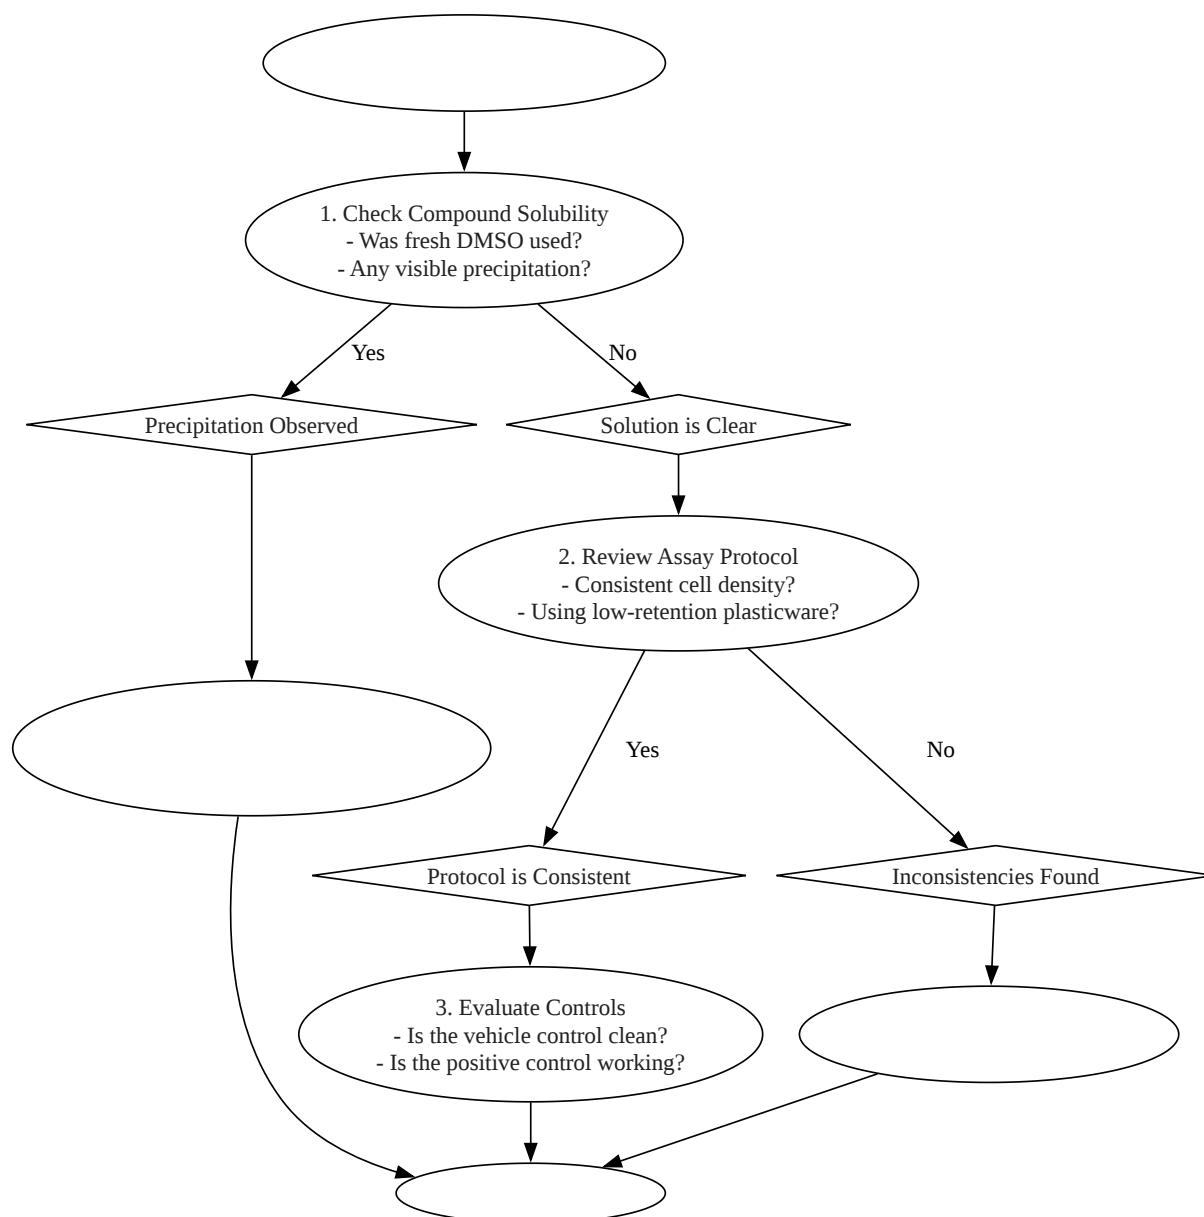 1. Check Compound Solubility
- Was fresh DMSO used?
- Any visible precipitation?
Yes
No
Precipitation Observed
Solution is Clear
2. Review Assay Protocol
- Consistent cell density?
- Using low-retention plasticware?
Yes
No
Protocol is Consistent
Inconsistencies Found
3. Evaluate Controls
- Is the vehicle control clean?
- Is the positive control working?